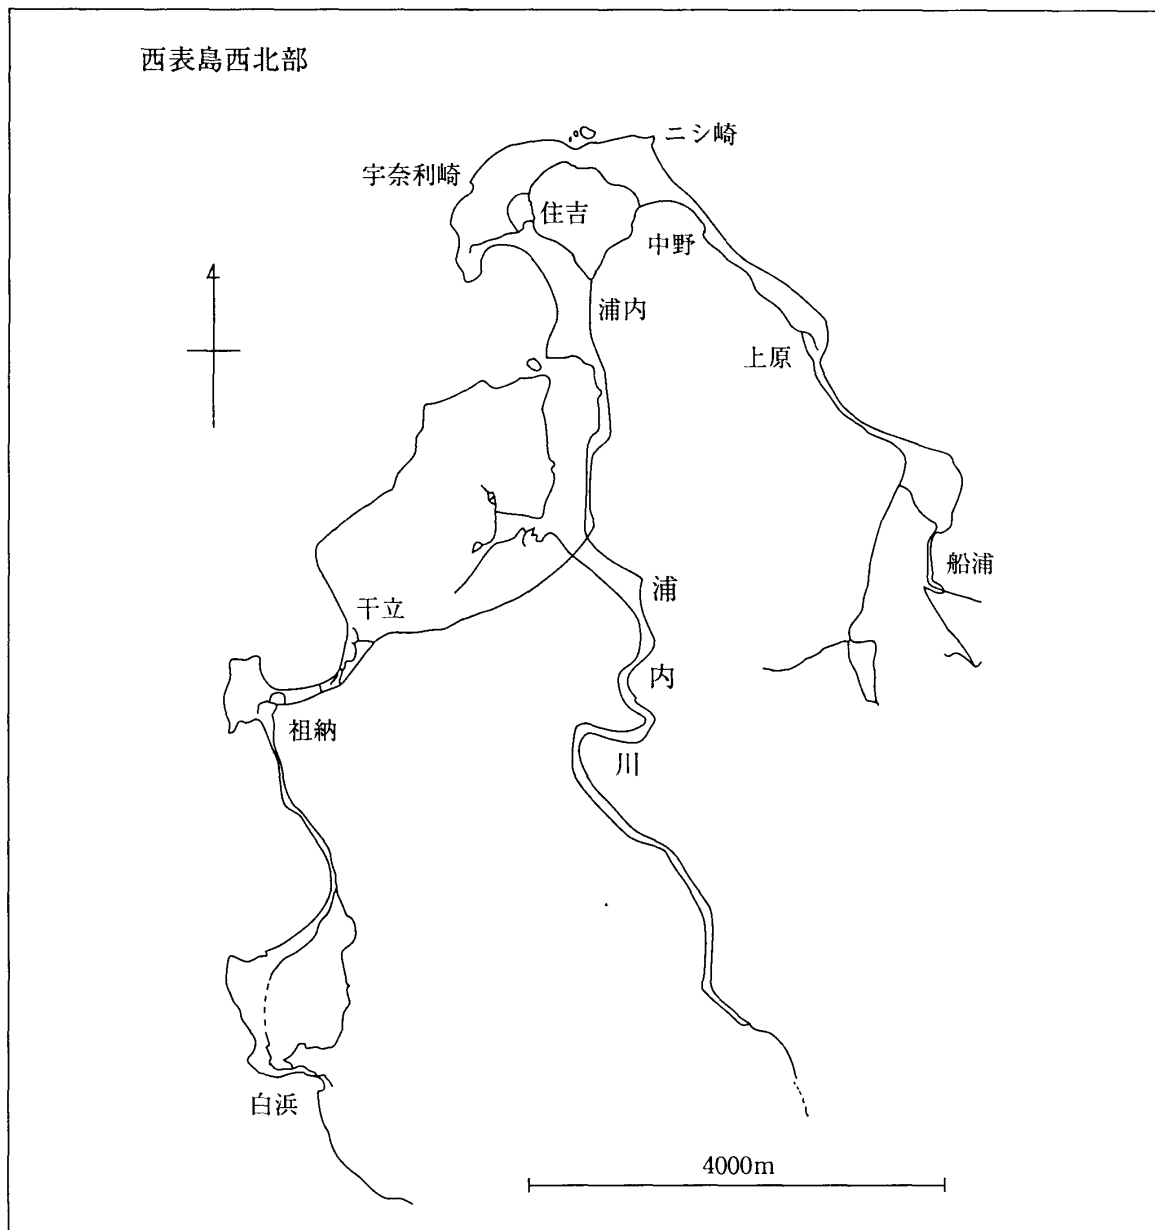 西表島西北部
ニシ崎
宇奈利崎
住吉
中野
浦内
上原
船浦
干立
浦
内
川
祖納
白浜
4000m